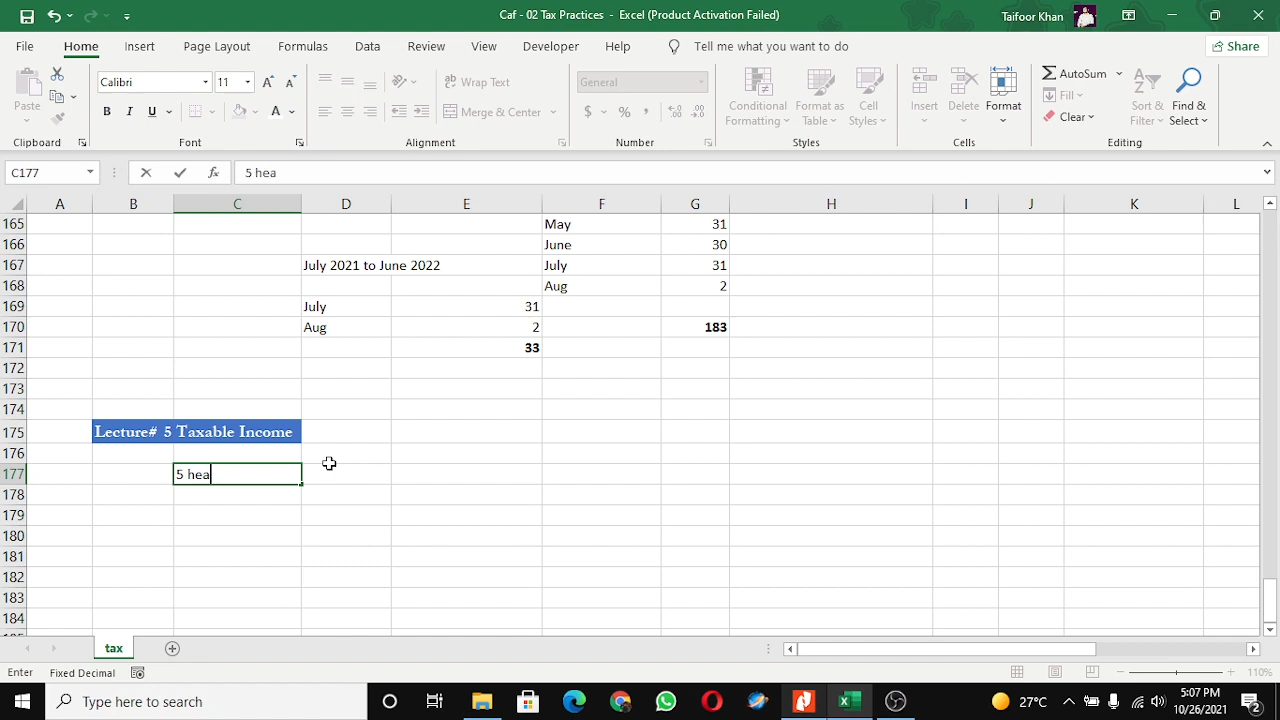 Caf - 02 Tax Practices - Excel (Product Activation Failed)
Taifoor Khan
File Home Insert Page Layout Formulas Data Review View Developer Help Tell me what you want to do Share
Paste
Calibri 11
B I U
Wrap Text
Merge & Center
General
$ % ,
Conditional Formatting
Format as Table
Cell Styles
Insert
Delete
Format
AutoSum
Fill
Clear
Sort & Filter
Find & Select
Clipboard Font Alignment Number Styles Cells Editing
C177 fx 5 hea
A B C D E F G H I J K L
165 May 31
166 June 30
167 July 2021 to June 2022 July 31
168 Aug 2
169 July 31
170 Aug 2 183
171 33
172
173
174
175 Lecture# 5 Taxable Income
176
177 5 hea
178
179
180
181
182
183
184
tax
Enter Fixed Decimal 110%
Type here to search
27°C
5:07 PM
10/26/2021
2